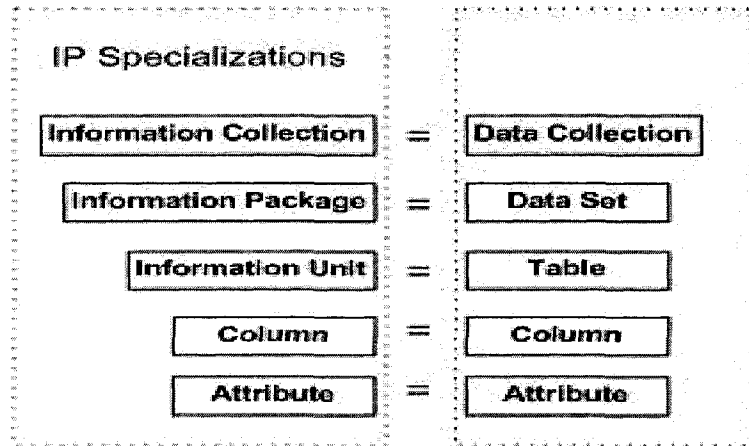 IP Specializations
Information Collection = Data Collection
Information Package = Data Set
Information Unit = Table
Column = Column
Attribute = Attribute